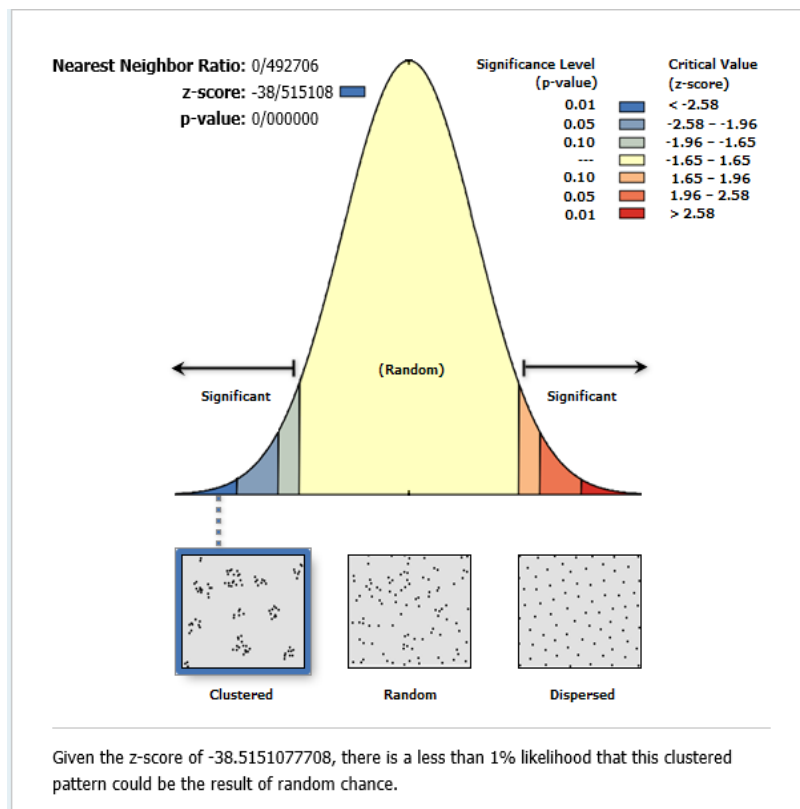 Nearest Neighbor Ratio: 0/492706
z-score: -38/515108
p-value: 0/000000
Significance Level
(p-value)
Critical Value
(z-score)
0.01 < -2.58
0.05 -2.58 – -1.96
0.10 -1.96 – -1.65
--- -1.65 – 1.65
0.10 1.65 – 1.96
0.05 1.96 – 2.58
0.01 > 2.58
(Random)
Significant
Significant
Clustered
Random
Dispersed
Given the z-score of -38.5151077708, there is a less than 1% likelihood that this clustered
pattern could be the result of random chance.